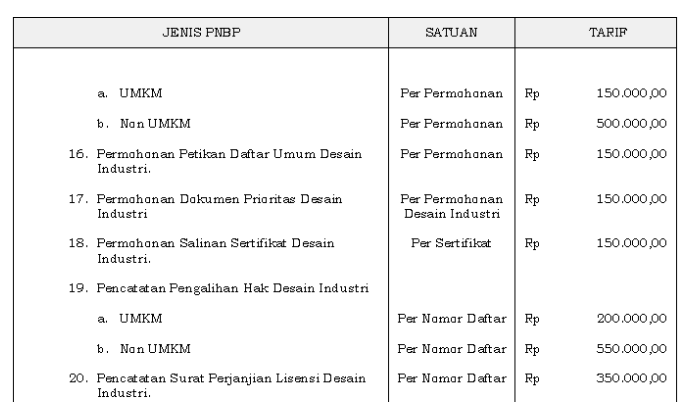 JENIS PNBP SATUAN TARIF
a. UMKM Per Permohonan Rp 150.000,00
b. Non UMKM Per Permohonan Rp 500.000,00
16. Permohonan Petikan Daftar Umum Desain Per Permohonan Rp 150.000,00
Industri.
17. Permohonan Dokumen Prioritas Desain Per Permohonan Rp 150.000,00
Industri Desain Industri
18. Permohonan Salinan Sertifikat Desain Per Sertifikat Rp 150.000,00
Industri.
19. Pencatatan Pengalihan Hak Desain Industri
a. UMKM Per Nomor Daftar Rp 200.000,00
b. Non UMKM Per Nomor Daftar Rp 550.000,00
20. Pencatatan Surat Perjanjian Lisensi Desain Per Nomor Daftar Rp 350.000,00
Industri.